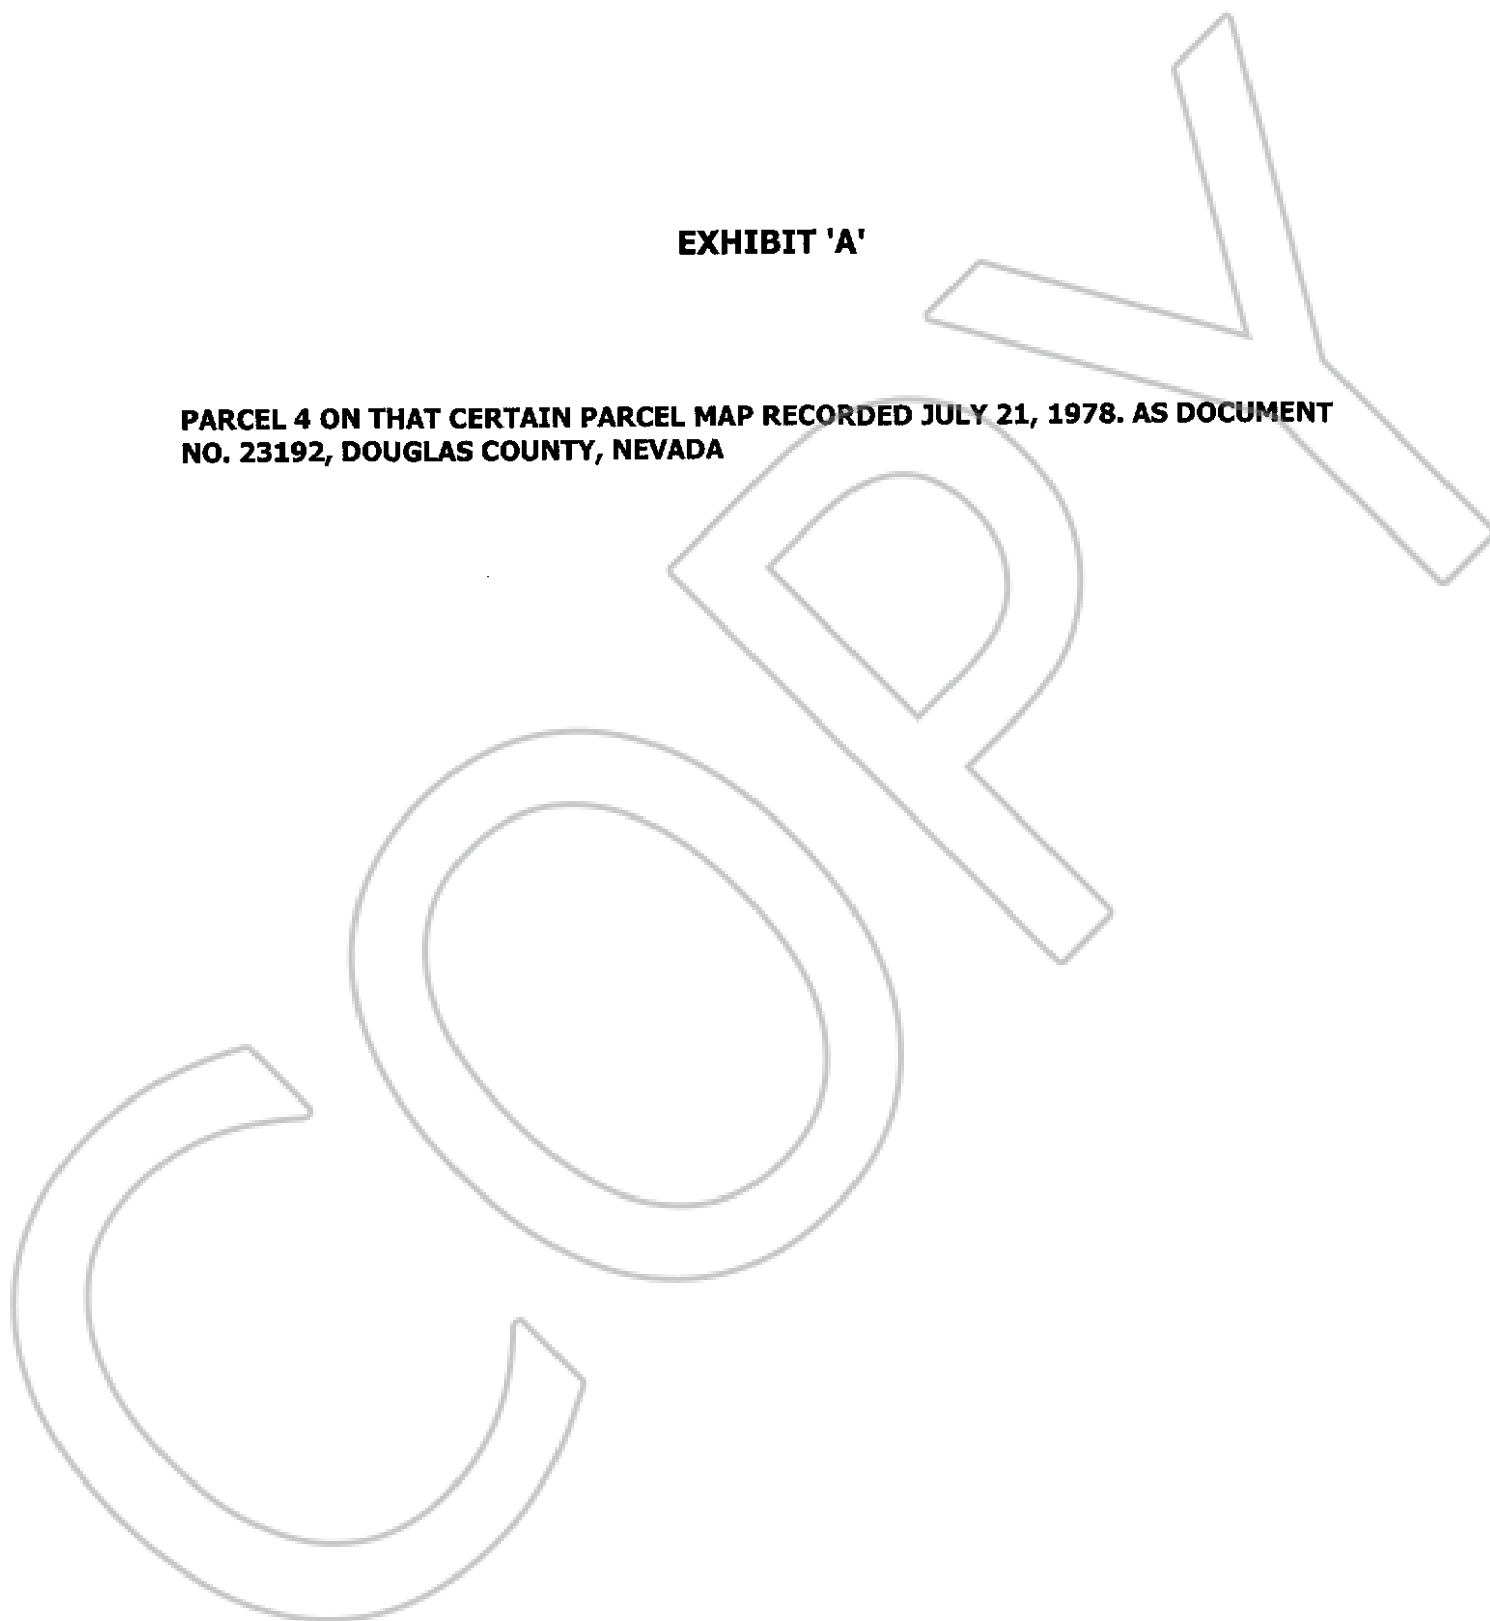 EXHIBIT 'A'
PARCEL 4 ON THAT CERTAIN PARCEL MAP RECORDED JULY 21, 1978. AS DOCUMENT
NO. 23192, DOUGLAS COUNTY, NEVADA
COPY